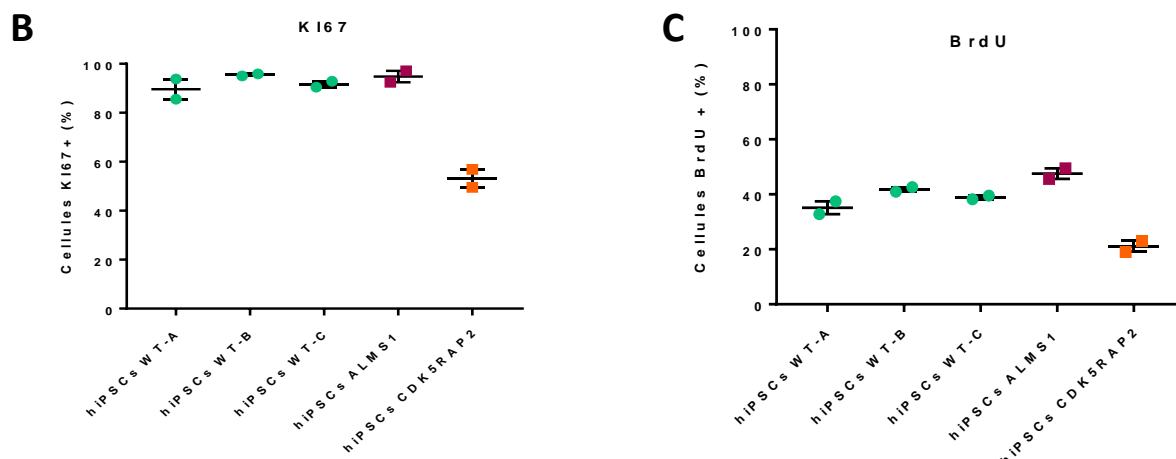 B
KI67
Cellules KI67+ (%)
100
80
60
40
20
0
hiPSCs WT-A
hiPSCs WT-B
hiPSCs WT-C
hiPSCs ALMS1
hiPSCs CDK5RAP2
C
BrdU
Cellules BrdU + (%)
100
80
60
40
20
0
hiPSCs WT-A
hiPSCs WT-B
hiPSCs WT-C
hiPSCs ALMS1
hiPSCs CDK5RAP2